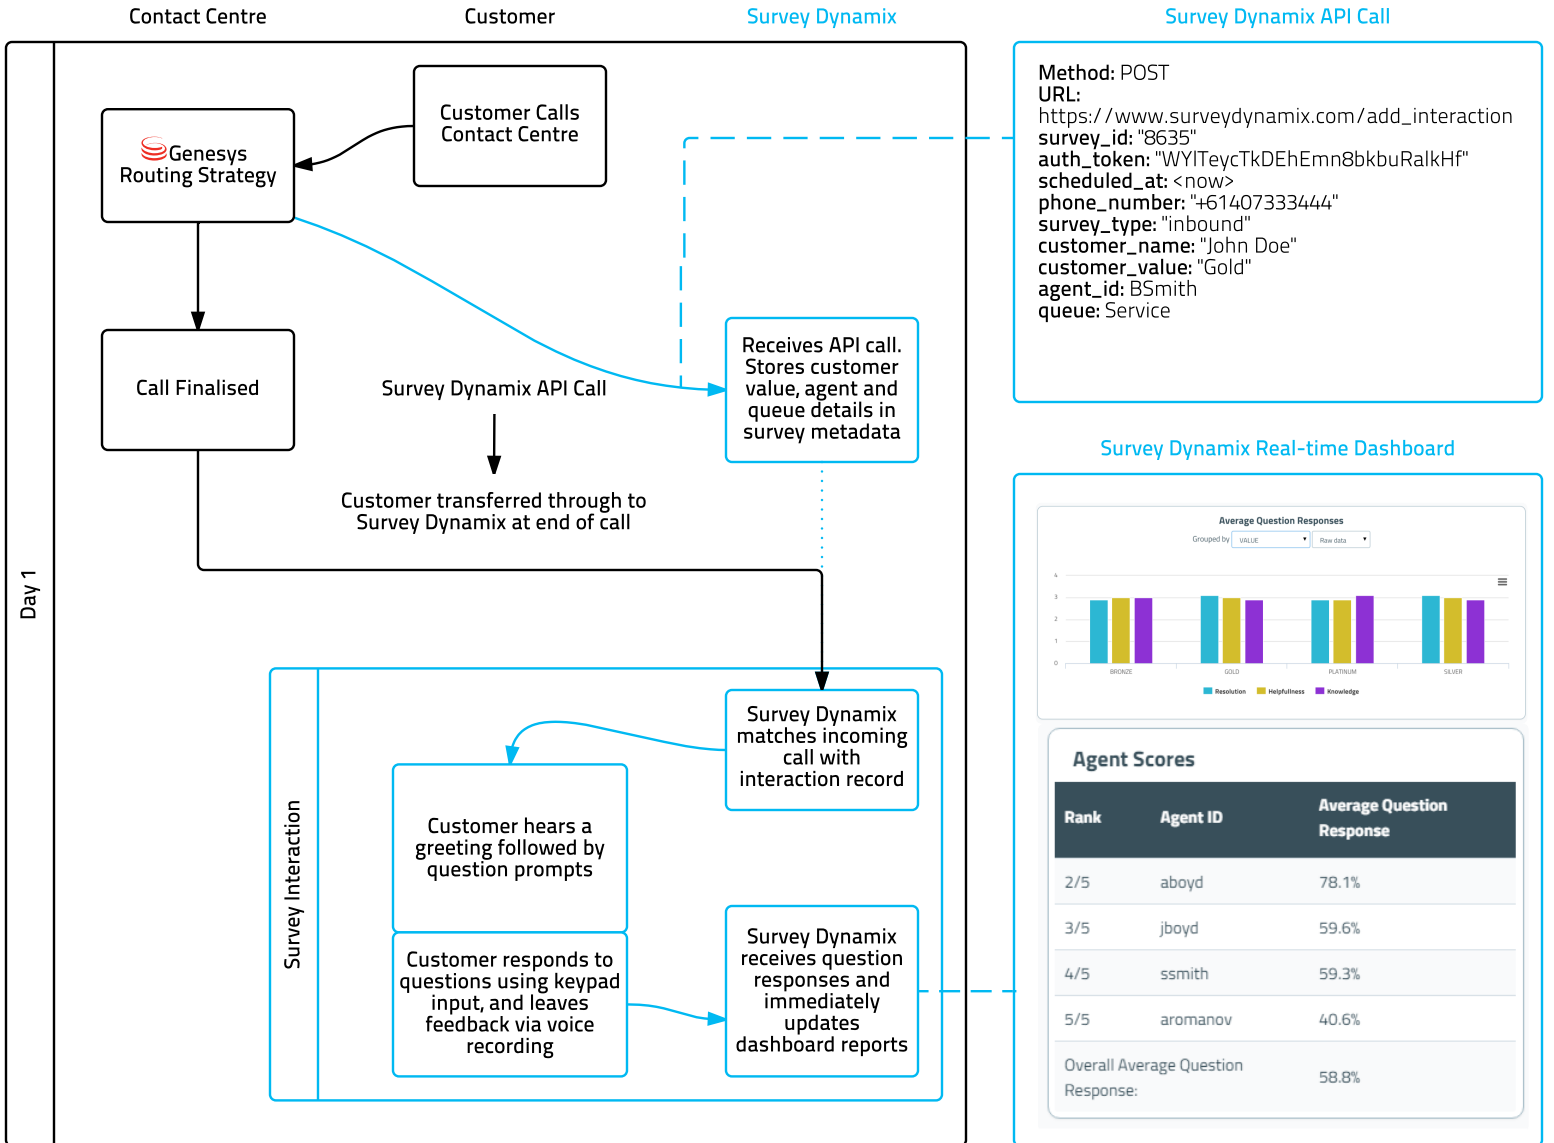 Contact Centre
Customer
Survey Dynamix
Survey Dynamix API Call
Day 1
Customer Calls
Contact Centre
Genesys
Routing Strategy
Call Finalised
Survey Dynamix API Call
Customer transferred through to
Survey Dynamix at end of call
Receives API call.
Stores customer
value, agent and
queue details in
survey metadata
Method: POST
URL:
https://www.surveydynamix.com/add_interaction
survey_id: "8635"
auth_token: "WYlTeycTkDEhEmn8bkbuRalkHf"
scheduled_at: <now>
phone_number: "+61407333444"
survey_type: "inbound"
customer_name: "John Doe"
customer_value: "Gold"
agent_id: BSmith
queue: Service
Survey Interaction
Survey Dynamix
matches incoming
call with
interaction record
Customer hears a
greeting followed by
question prompts
Customer responds to
questions using keypad
input, and leaves
feedback via voice
recording
Survey Dynamix
receives question
responses and
immediately
updates
dashboard reports
Survey Dynamix Real-time Dashboard
Average Question Responses
Grouped by VALUE Raw data
4
3
2
1
0
BRONZE GOLD PLATINUM SILVER
Resolution Helpfullness Knowledge
Agent Scores
Rank Agent ID Average Question
Response
2/5 aboyd 78.1%
3/5 jboyd 59.6%
4/5 ssmith 59.3%
5/5 aromanov 40.6%
Overall Average Question
Response: 58.8%